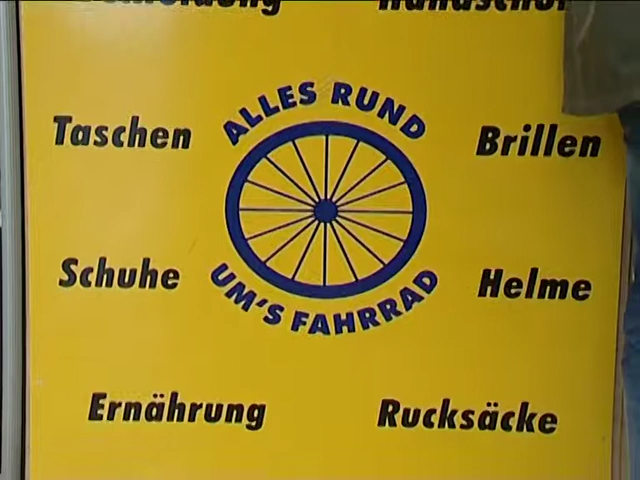 ALLES RUND
Taschen
Brillen
Schuhe
Helme
UM'S FAHRRAD
Ernährung
Rucksäcke